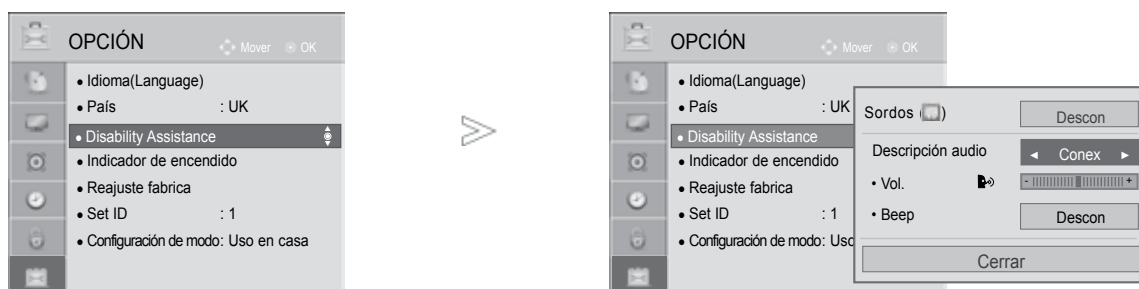 OPCIÓN Mover OK
• Idioma(Language)
• País : UK
• Disability Assistance
• Indicador de encendido
• Reajuste fabrica
• Set ID : 1
• Configuración de modo: Uso en casa
OPCIÓN Mover OK
• Idioma(Language)
• País : UK
• Disability Assistance
• Indicador de encendido
• Reajuste fabrica
• Set ID : 1
• Configuración de modo: Uso
Sordos ( ) Descon
Descripción audio ◄ Conex ►
• Vol. - +
• Beep Descon
Cerrar